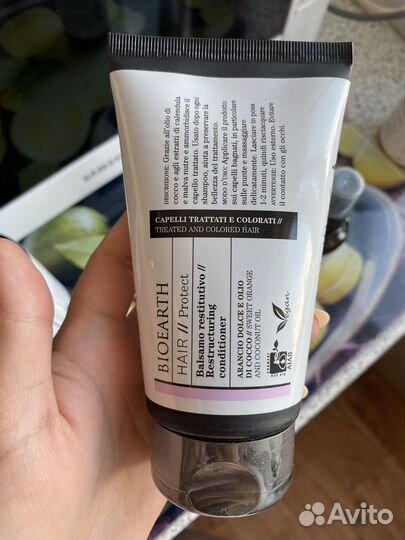 BIOEARTH
HAIR // Protect
Balsamo restitutivo //
Restructuring
conditioner
ARANCIO DOLCE E OLIO
DI COCCO // SWEET ORANGE
AND COCONUT OIL
Vegan
AIAB
CAPELLI TRATTATI E COLORATI //
TREATED AND COLORED HAIR
DESCRIZIONE: Grazie all'olio di
cocco e agli estratti di calendula
e malva nutre e ammorbidisce il
capello trattato. Usato dopo ogni
shampoo, aiuta a preservare la
bellezza del trattamento.
MODO D'USO: Applicare il prodotto
sui capelli bagnati, in particolare
sulle punte e massaggiare
delicatamente. Lasciare in posa
1-2 minuti, quindi risciacquare
AVVERTENZE: Uso esterno. Evitare
il contatto con gli occhi.
Avito